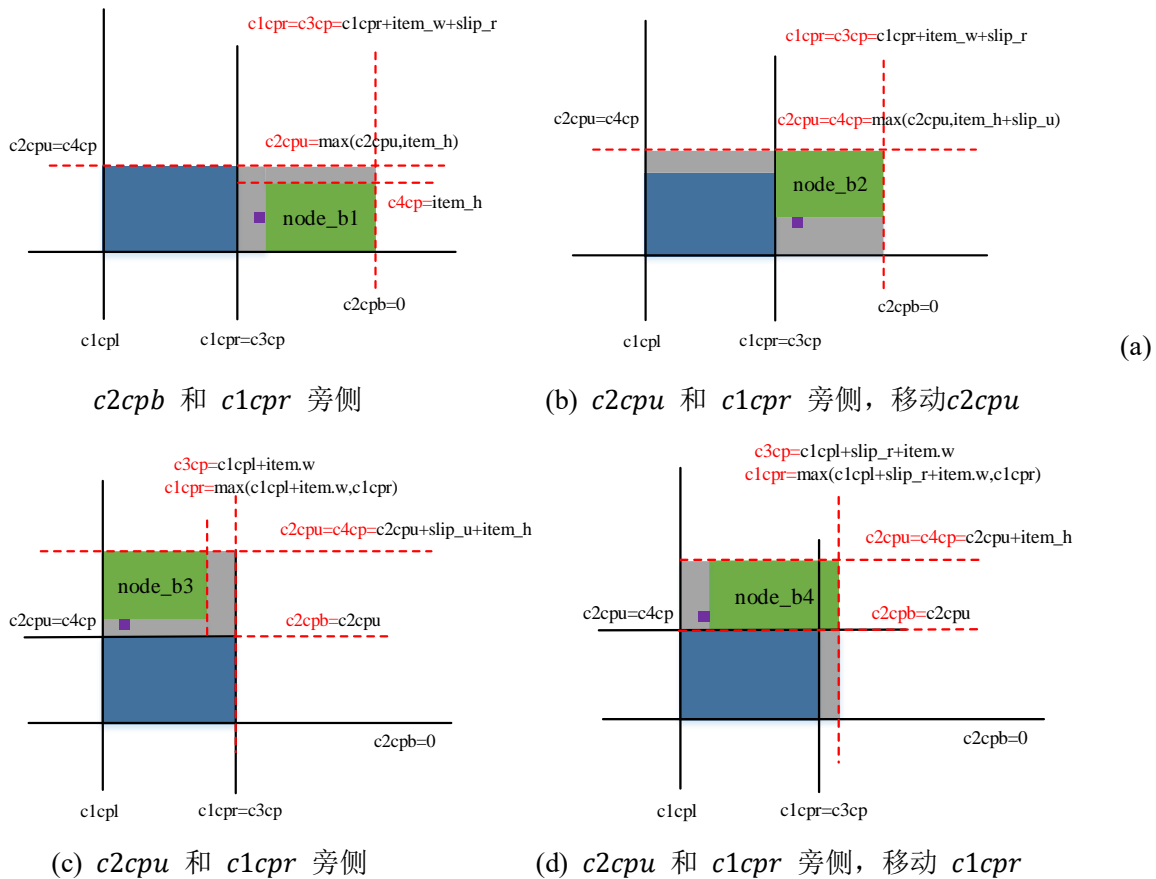 c1cpr=c3cp=c1cpr+item_w+slip_r
c2cpu=c4cp
c2cpu=max(c2cpu,item_h)
c4cp=item_h
node_b1
c2cpb=0
c1cpl
c1cpr=c3cp
c1cpr=c3cp=c1cpr+item_w+slip_r
c2cpu=c4cp
c2cpu=c4cp=max(c2cpu,item_h+slip_u)
node_b2
c2cpb=0
c1cpl
c1cpr=c3cp
(a)
c2cpb 和 c1cpr 旁侧
(b) c2cpu 和 c1cpr 旁侧，移动c2cpu
c3cp=c1cpl+item.w
c1cpr=max(c1cpl+item.w,c1cpr)
c2cpu=c4cp=c2cpu+slip_u+item_h
node_b3
c2cpu=c4cp
c2cpb=c2cpu
c2cpb=0
c1cpl
c1cpr=c3cp
c3cp=c1cpl+slip_r+item.w
c1cpr=max(c1cpl+slip_r+item.w,c1cpr)
c2cpu=c4cp=c2cpu+item_h
node_b4
c2cpu=c4cp
c2cpb=c2cpu
c2cpb=0
c1cpl
c1cpr=c3cp
(c) c2cpu 和 c1cpr 旁侧
(d) c2cpu 和 c1cpr 旁侧，移动 c1cpr